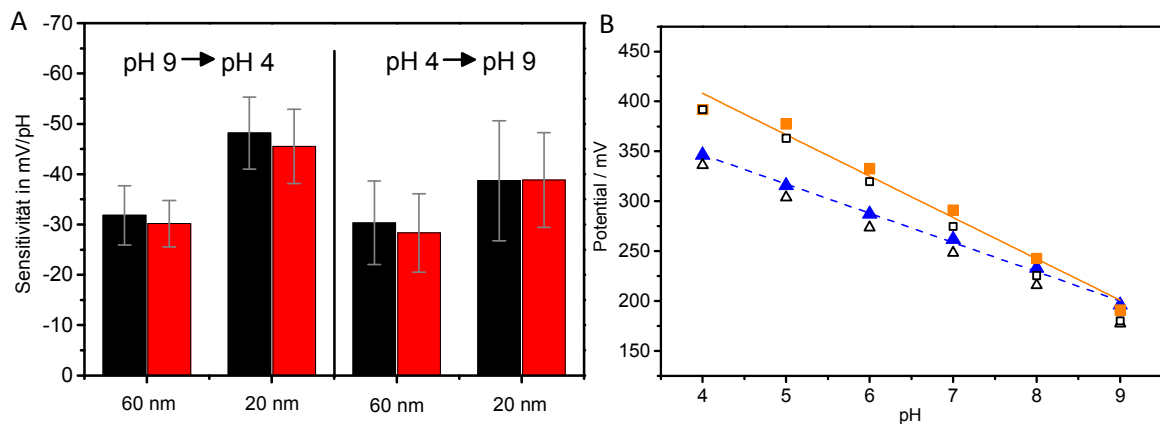 A
Sensitivität in mV/pH
-70
-60
-50
-40
-30
-20
-10
0
pH 9 → pH 4
pH 4 → pH 9
60 nm
20 nm
60 nm
20 nm
B
Potential / mV
450
400
350
300
250
200
150
4
5
6
7
8
9
pH